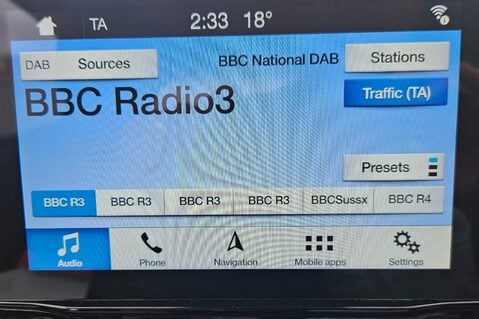 TA 2:33 18°
DAB Sources BBC National DAB Stations
BBC Radio3
Traffic (TA)
Presets
BBC R3 BBC R3 BBC R3 BBC R3 BBCSussx BBC R4
Audio Phone Navigation Mobile apps Settings